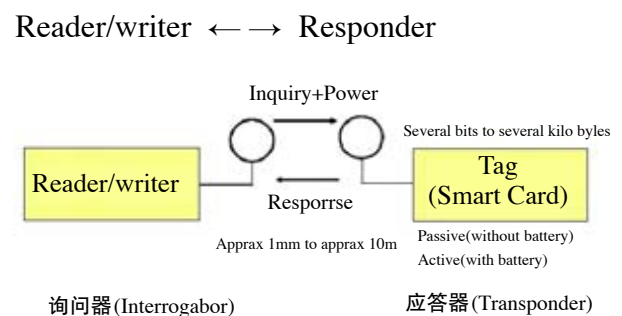 Reader/writer ←→ Responder
Inquiry+Power
Several bits to several kilo byles
Reader/writer
Tag
(Smart Card)
Resporrse
Apprax 1mm to apprax 10m
Passive(without battery)
Active(with battery)
询问器(Interrogabor)
应答器(Transponder)